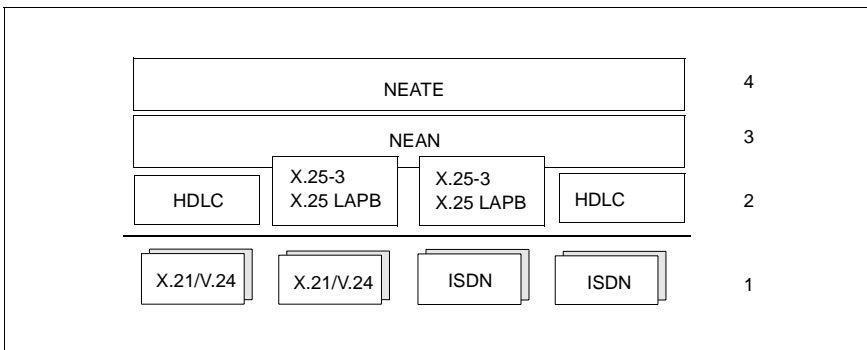 NEATE 4
NEAN 3
X.25-3 X.25-3
HDLC X.25 LAPB X.25 LAPB HDLC 2
X.21/V.24 X.21/V.24 ISDN ISDN 1